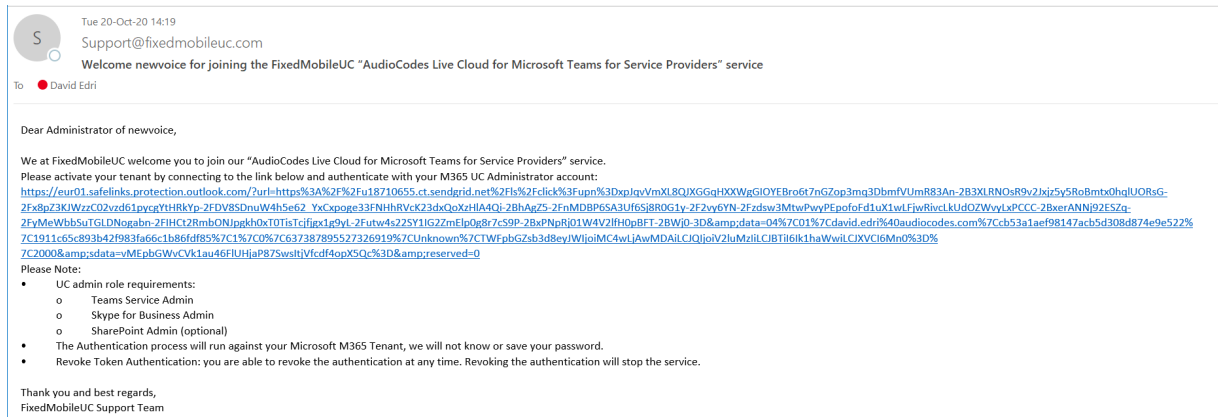 S
Tue 20-Oct-20 14:19
Support@fixedmobileuc.com
Welcome newvoice for joining the FixedMobileUC “AudioCodes Live Cloud for Microsoft Teams for Service Providers” service
To David Edri
Dear Administrator of newvoice,
We at FixedMobileUC welcome you to join our “AudioCodes Live Cloud for Microsoft Teams for Service Providers” service.
Please activate your tenant by connecting to the link below and authenticate with your M365 UC Administrator account:
Please Note:
• UC admin role requirements:
o Teams Service Admin
o Skype for Business Admin
o SharePoint Admin (optional)
• The Authentication process will run against your Microsoft M365 Tenant, we will not know or save your password.
• Revoke Token Authentication: you are able to revoke the authentication at any time. Revoking the authentication will stop the service.
Thank you and best regards,
FixedMobileUC Support Team